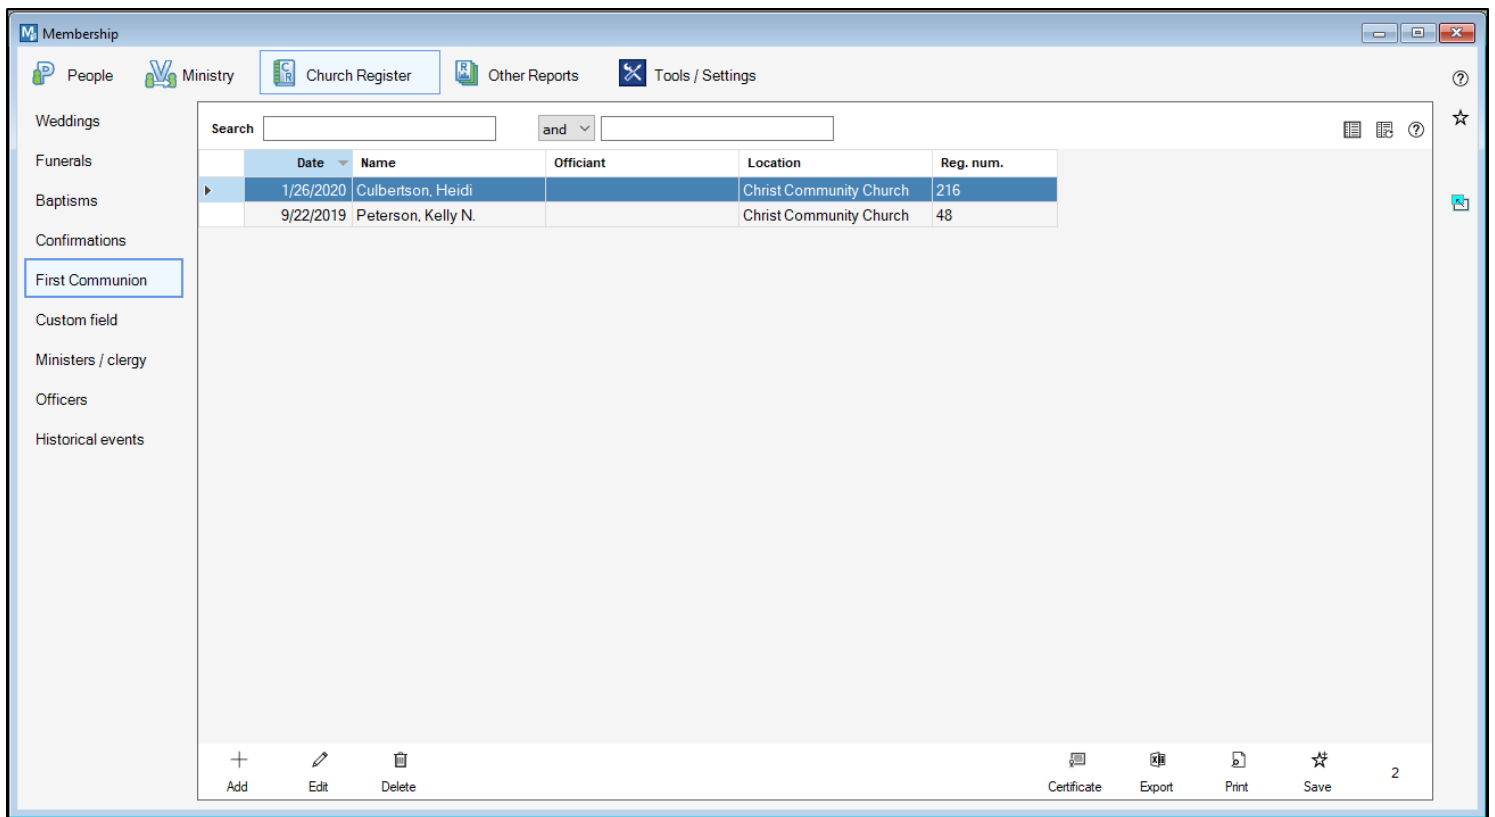 Membership
People Ministry Church Register Other Reports Tools / Settings
Weddings
Funerals
Baptisms
Confirmations
First Communion
Custom field
Ministers / clergy
Officers
Historical events
Search and
Date Name Officiant Location Reg. num.
1/26/2020 Culbertson, Heidi Christ Community Church 216
9/22/2019 Peterson, Kelly N. Christ Community Church 48
Add Edit Delete Certificate Export Print Save 2